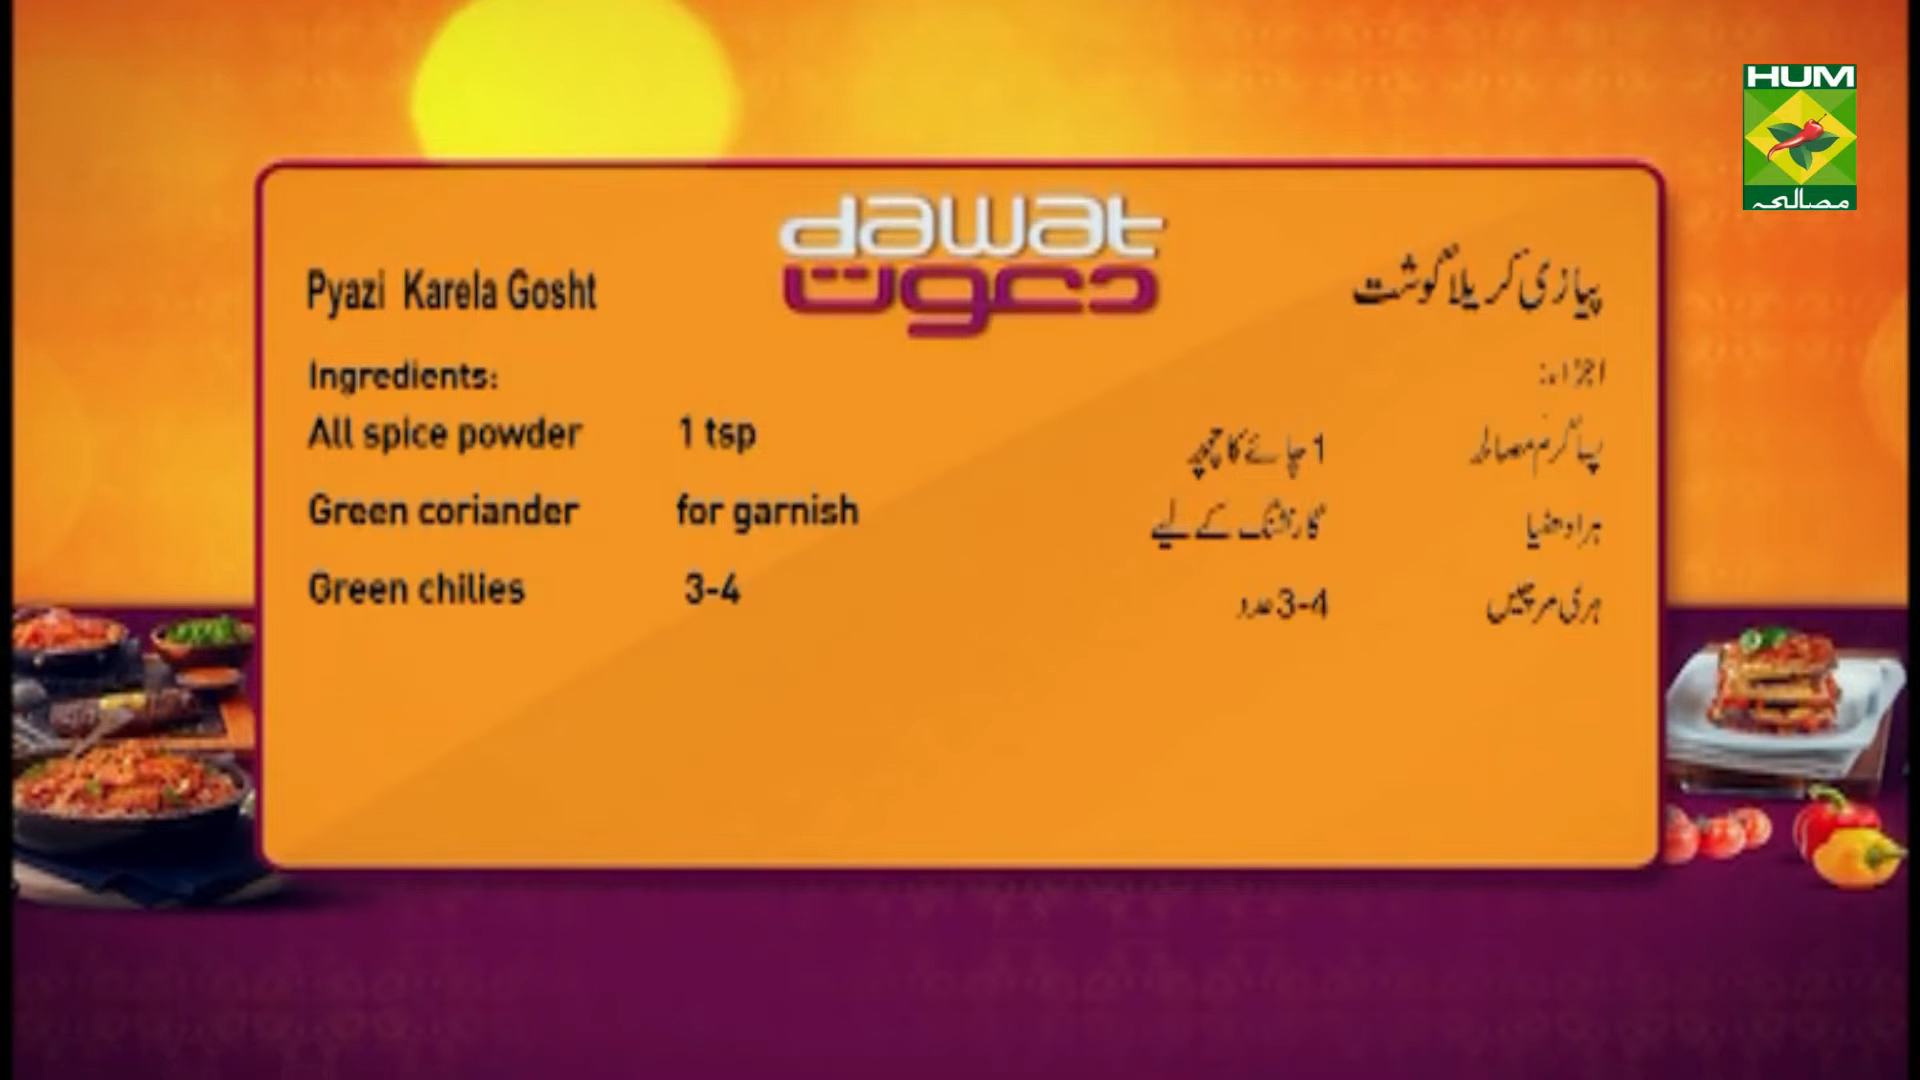 HUM
مصالحہ
dawat
دعوت
Pyazi Karela Gosht
پیازی کریلا گوشت
Ingredients:
اجزاء:
All spice powder 1 tsp
پسا گرم مصالحہ 1 چائے کا چمچہ
Green coriander for garnish
ہرا دھنیا گارنشنگ کے لیے
Green chilies 3-4
ہری مرچیں 3-4 عدد